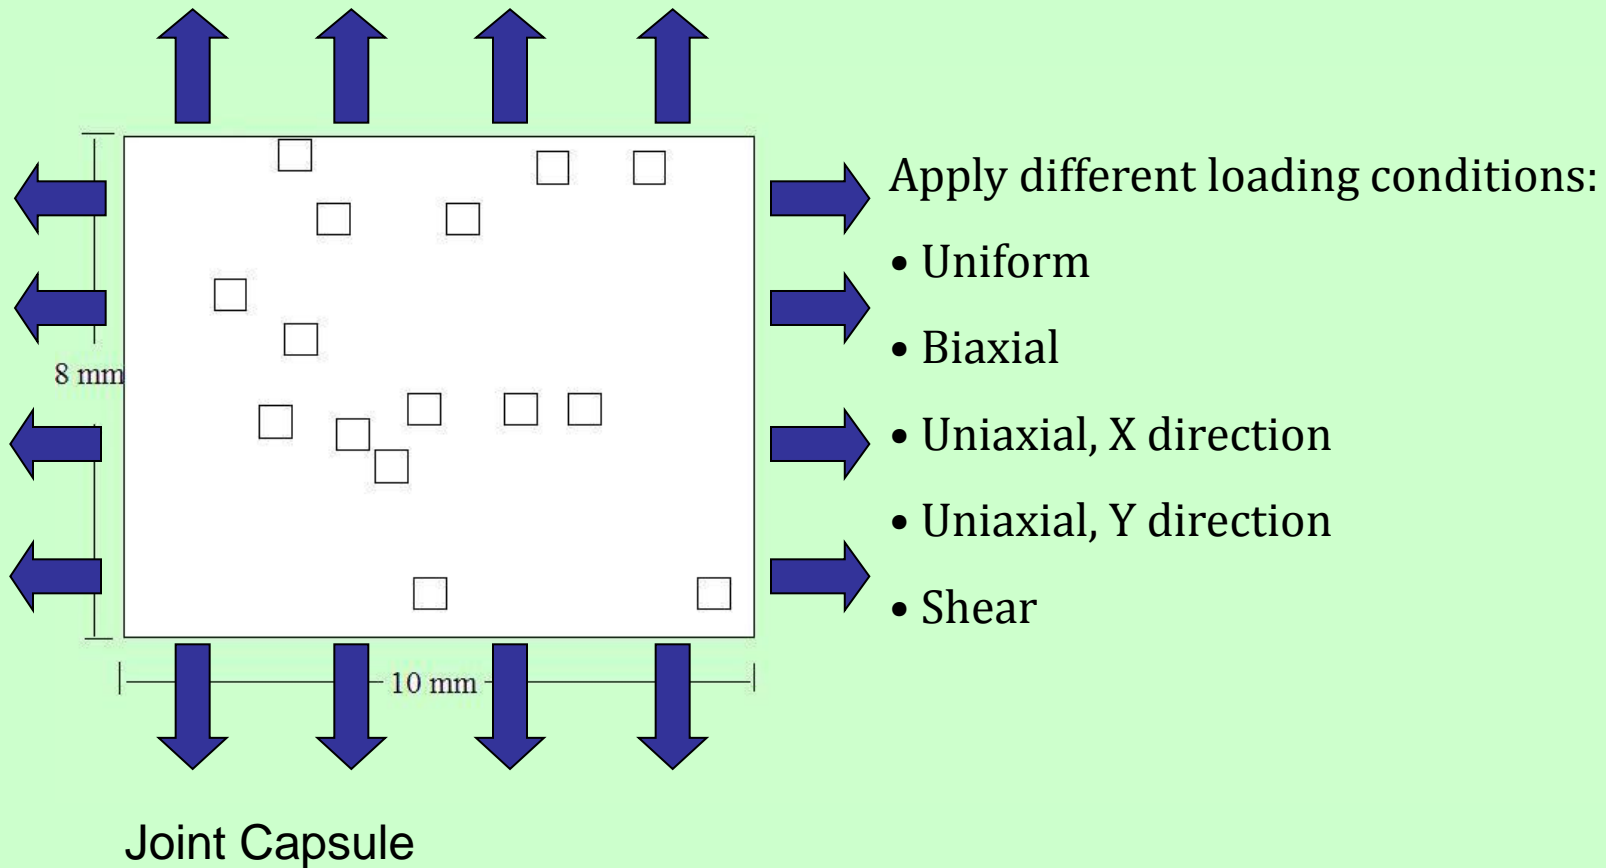 Apply different loading conditions:
• Uniform
• Biaxial
• Uniaxial, X direction
• Uniaxial, Y direction
• Shear
8 mm
10 mm
Joint Capsule